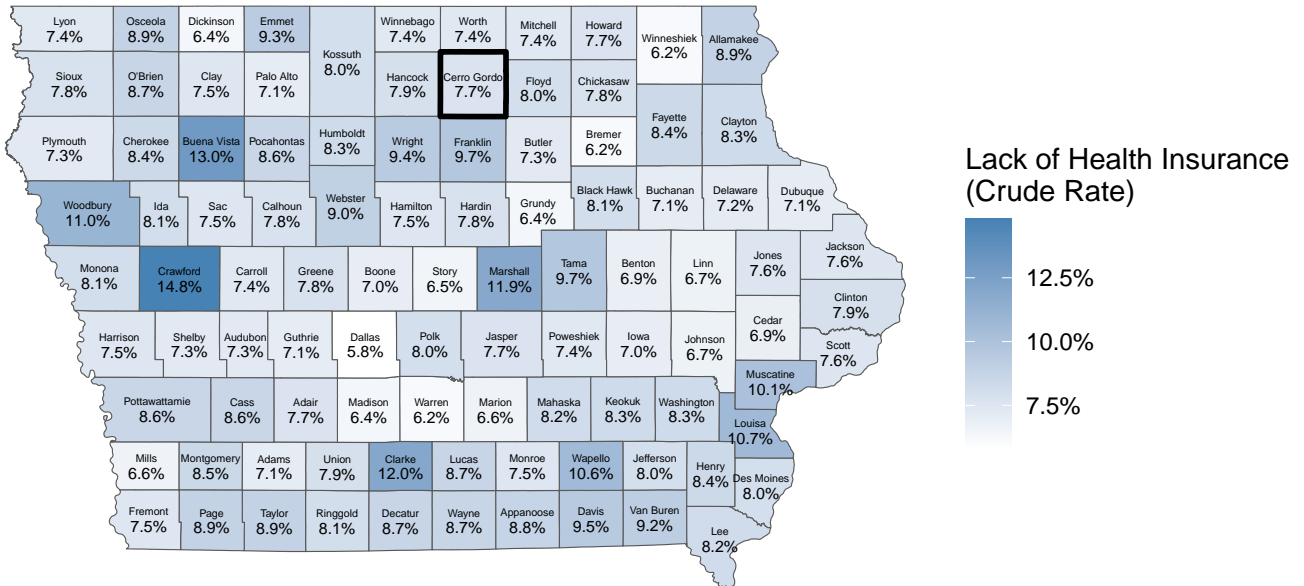 Lyon
7.4%
Osceola
8.9%
Dickinson
6.4%
Emmet
9.3%
Kossuth
8.0%
Winnebago
7.4%
Worth
7.4%
Mitchell
7.4%
Howard
7.7%
Winneshiek
6.2%
Allamakee
8.9%
Sioux
7.8%
O'Brien
8.7%
Clay
7.5%
Palo Alto
7.1%
Hancock
7.9%
Cerro Gordo
7.7%
Floyd
8.0%
Chickasaw
7.8%
Fayette
8.4%
Clayton
8.3%
Plymouth
7.3%
Cherokee
8.4%
Buena Vista
13.0%
Pocahontas
8.6%
Humboldt
8.3%
Wright
9.4%
Franklin
9.7%
Butler
7.3%
Bremer
6.2%
Woodbury
11.0%
Ida
8.1%
Sac
7.5%
Calhoun
7.8%
Webster
9.0%
Hamilton
7.5%
Hardin
7.8%
Grundy
6.4%
Black Hawk
8.1%
Buchanan
7.1%
Delaware
7.2%
Dubuque
7.1%
Monona
8.1%
Crawford
14.8%
Carroll
7.4%
Greene
7.8%
Boone
7.0%
Story
6.5%
Marshall
11.9%
Tama
9.7%
Benton
6.9%
Linn
6.7%
Jones
7.6%
Jackson
7.6%
Clinton
7.9%
Cedar
6.9%
Scott
7.6%
Harrison
7.5%
Shelby
7.3%
Audubon
7.3%
Guthrie
7.1%
Dallas
5.8%
Polk
8.0%
Jasper
7.7%
Poweshiek
7.4%
Iowa
7.0%
Johnson
6.7%
Muscatine
10.1%
Pottawattamie
8.6%
Cass
8.6%
Adair
7.7%
Madison
6.4%
Warren
6.2%
Marion
6.6%
Mahaska
8.2%
Keokuk
8.3%
Washington
8.3%
Louisa
10.7%
Mills
6.6%
Montgomery
8.5%
Adams
7.1%
Union
7.9%
Clarke
12.0%
Lucas
8.7%
Monroe
7.5%
Wapello
10.6%
Jefferson
8.0%
Henry
8.4%
Des Moines
8.0%
Fremont
7.5%
Page
8.9%
Taylor
8.9%
Ringgold
8.1%
Decatur
8.7%
Wayne
8.7%
Appanoose
8.8%
Davis
9.5%
Van Buren
9.2%
Lee
8.2%
Lack of Health Insurance
(Crude Rate)
12.5%
10.0%
7.5%